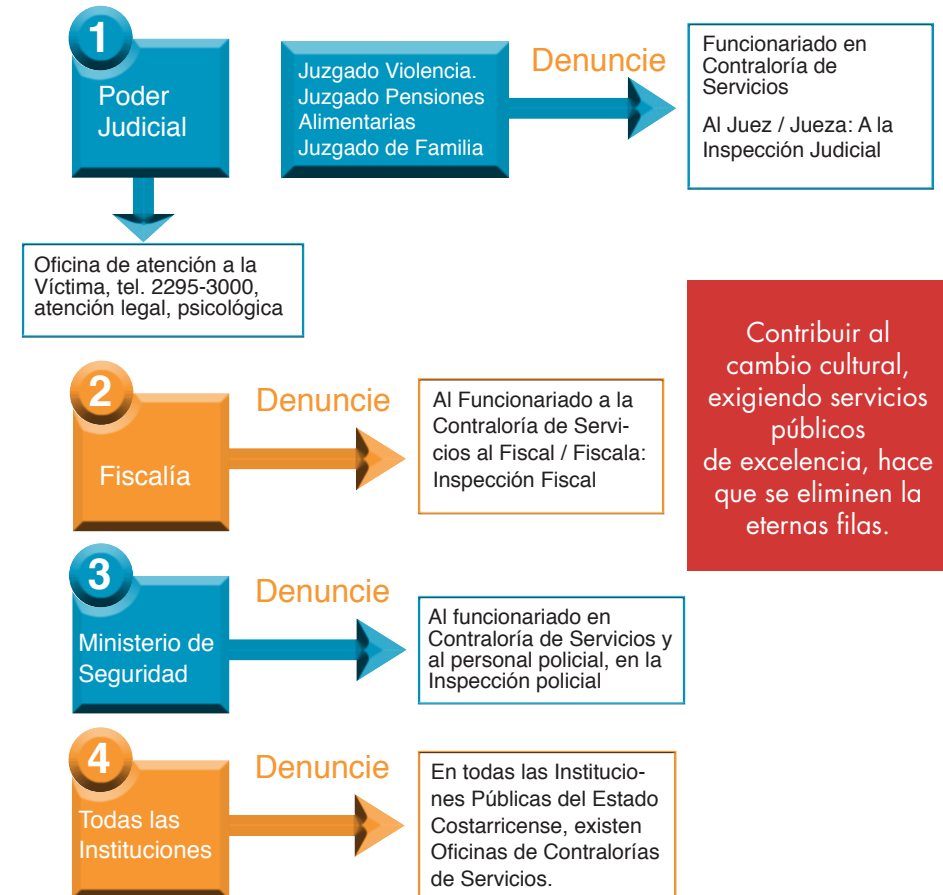 1
Poder
Judicial
Juzgado Violencia.
Juzgado Pensiones
Alimentarias
Juzgado de Familia
Denuncie
Funcionariado en
Contraloría de
Servicios
Al Juez / Jueza: A la
Inspección Judicial
Oficina de atención a la
Víctima, tel. 2295-3000,
atención legal, psicológica
Contribuir al
cambio cultural,
exigiendo servicios
públicos
de excelencia, hace
que se eliminen la
eternas filas.
2
Fiscalía
Denuncie
Al Funcionariado a la
Contraloría de Servi-
cios al Fiscal / Fiscala:
Inspección Fiscal
3
Ministerio de
Seguridad
Denuncie
Al funcionariado en
Contraloría de Servicios y
al personal policial, en la
Inspección policial
4
Todas las
Instituciones
Denuncie
En todas las Institucio-
nes Públicas del Estado
Costarricense, existen
Oficinas de Contralorías
de Servicios.